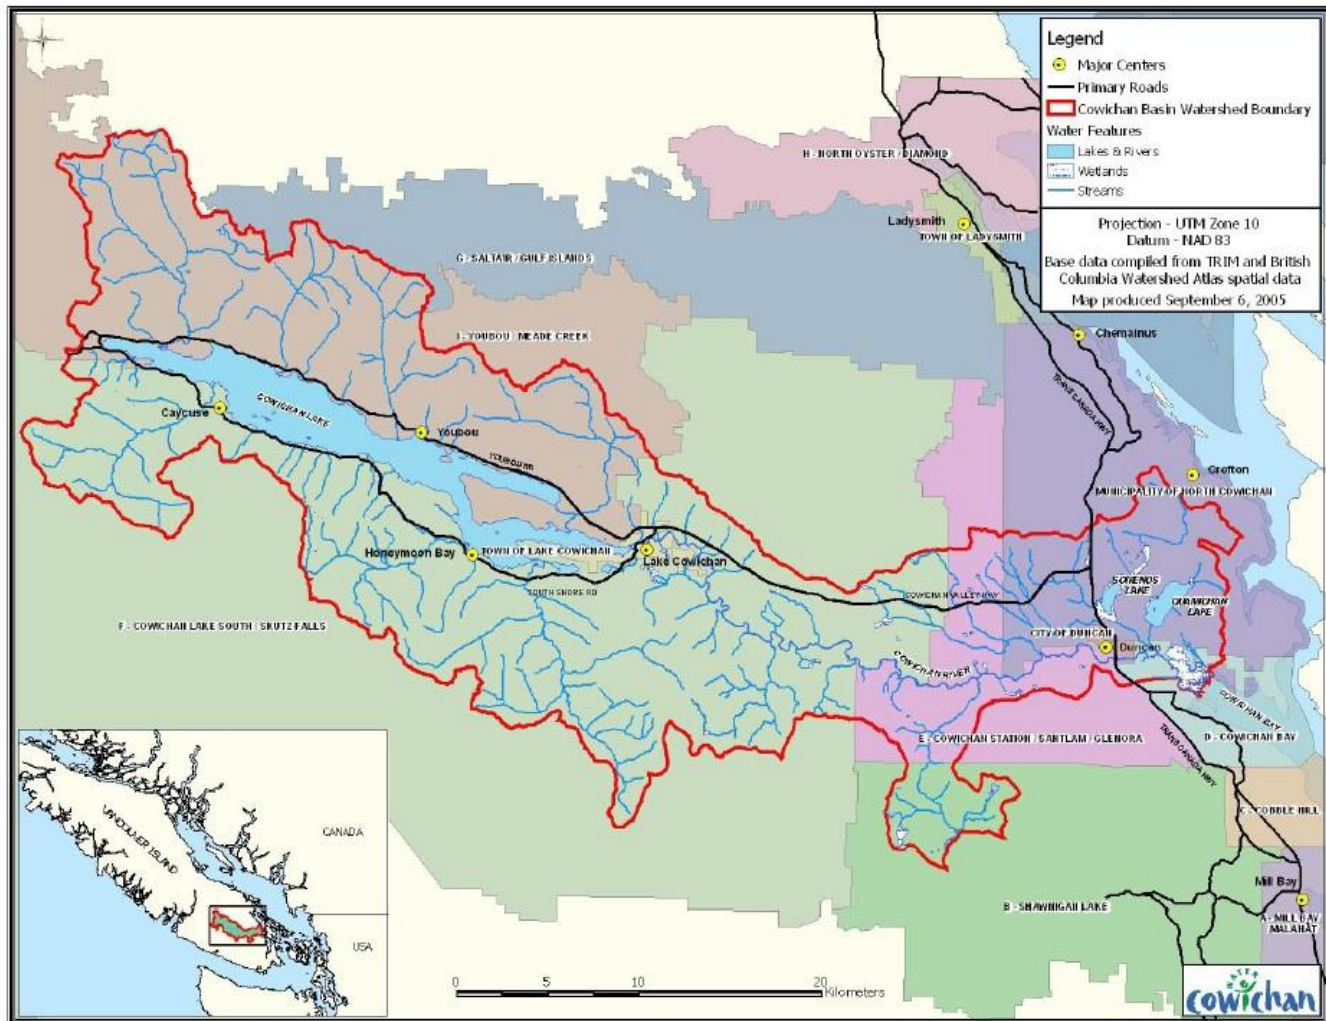 Legend
Major Centers
Primary Roads
Cowichan Basin Watershed Boundary
Water Features
Lakes & Rivers
Wetlands
Streams
Projection - UTM Zone 10
Datum - NAD 83
Base data compiled from TRIM and British
Columbia Watershed Atlas spatial data
Map produced September 6, 2005
H - NORTH OYSTER / DIAMOND
Ladysmith
TOWN OF LADYSMITH
G - SALTAIR / GULF ISLANDS
Chemainus
I - YOUBOU / MEADE CREEK
TRANS CANADA HWY
COWICHAN LAKE
Caycuse
Youbou
YOUBOU RD
Crofton
MUNICIPALITY OF NORTH COWICHAN
Honeymoon Bay
TOWN OF LAKE COWICHAN
Lake Cowichan
SOUTH SHORE RD
COWICHAN VALLEY HWY
SOMENOS
LAKE
QUAMICHAN
LAKE
F - COWICHAN LAKE SOUTH / SKUTZ FALLS
CITY OF DUNCAN
Duncan
COWICHAN RIVER
COWICHAN BAY
E - COWICHAN STATION / SAHTLAM / GLENORA
D - COWICHAN BAY
TRANS CANADA HWY
C - COBBLE HILL
Mill Bay
B - SHAWNIGAN LAKE
A - MILL BAY
MALAHAT
VANCOUVER ISLAND
CANADA
USA
0 5 10 20
Kilometers
WATER
cowichan